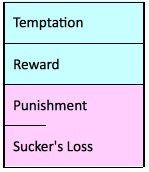 Temptation
Reward
Punishment
Sucker's Loss